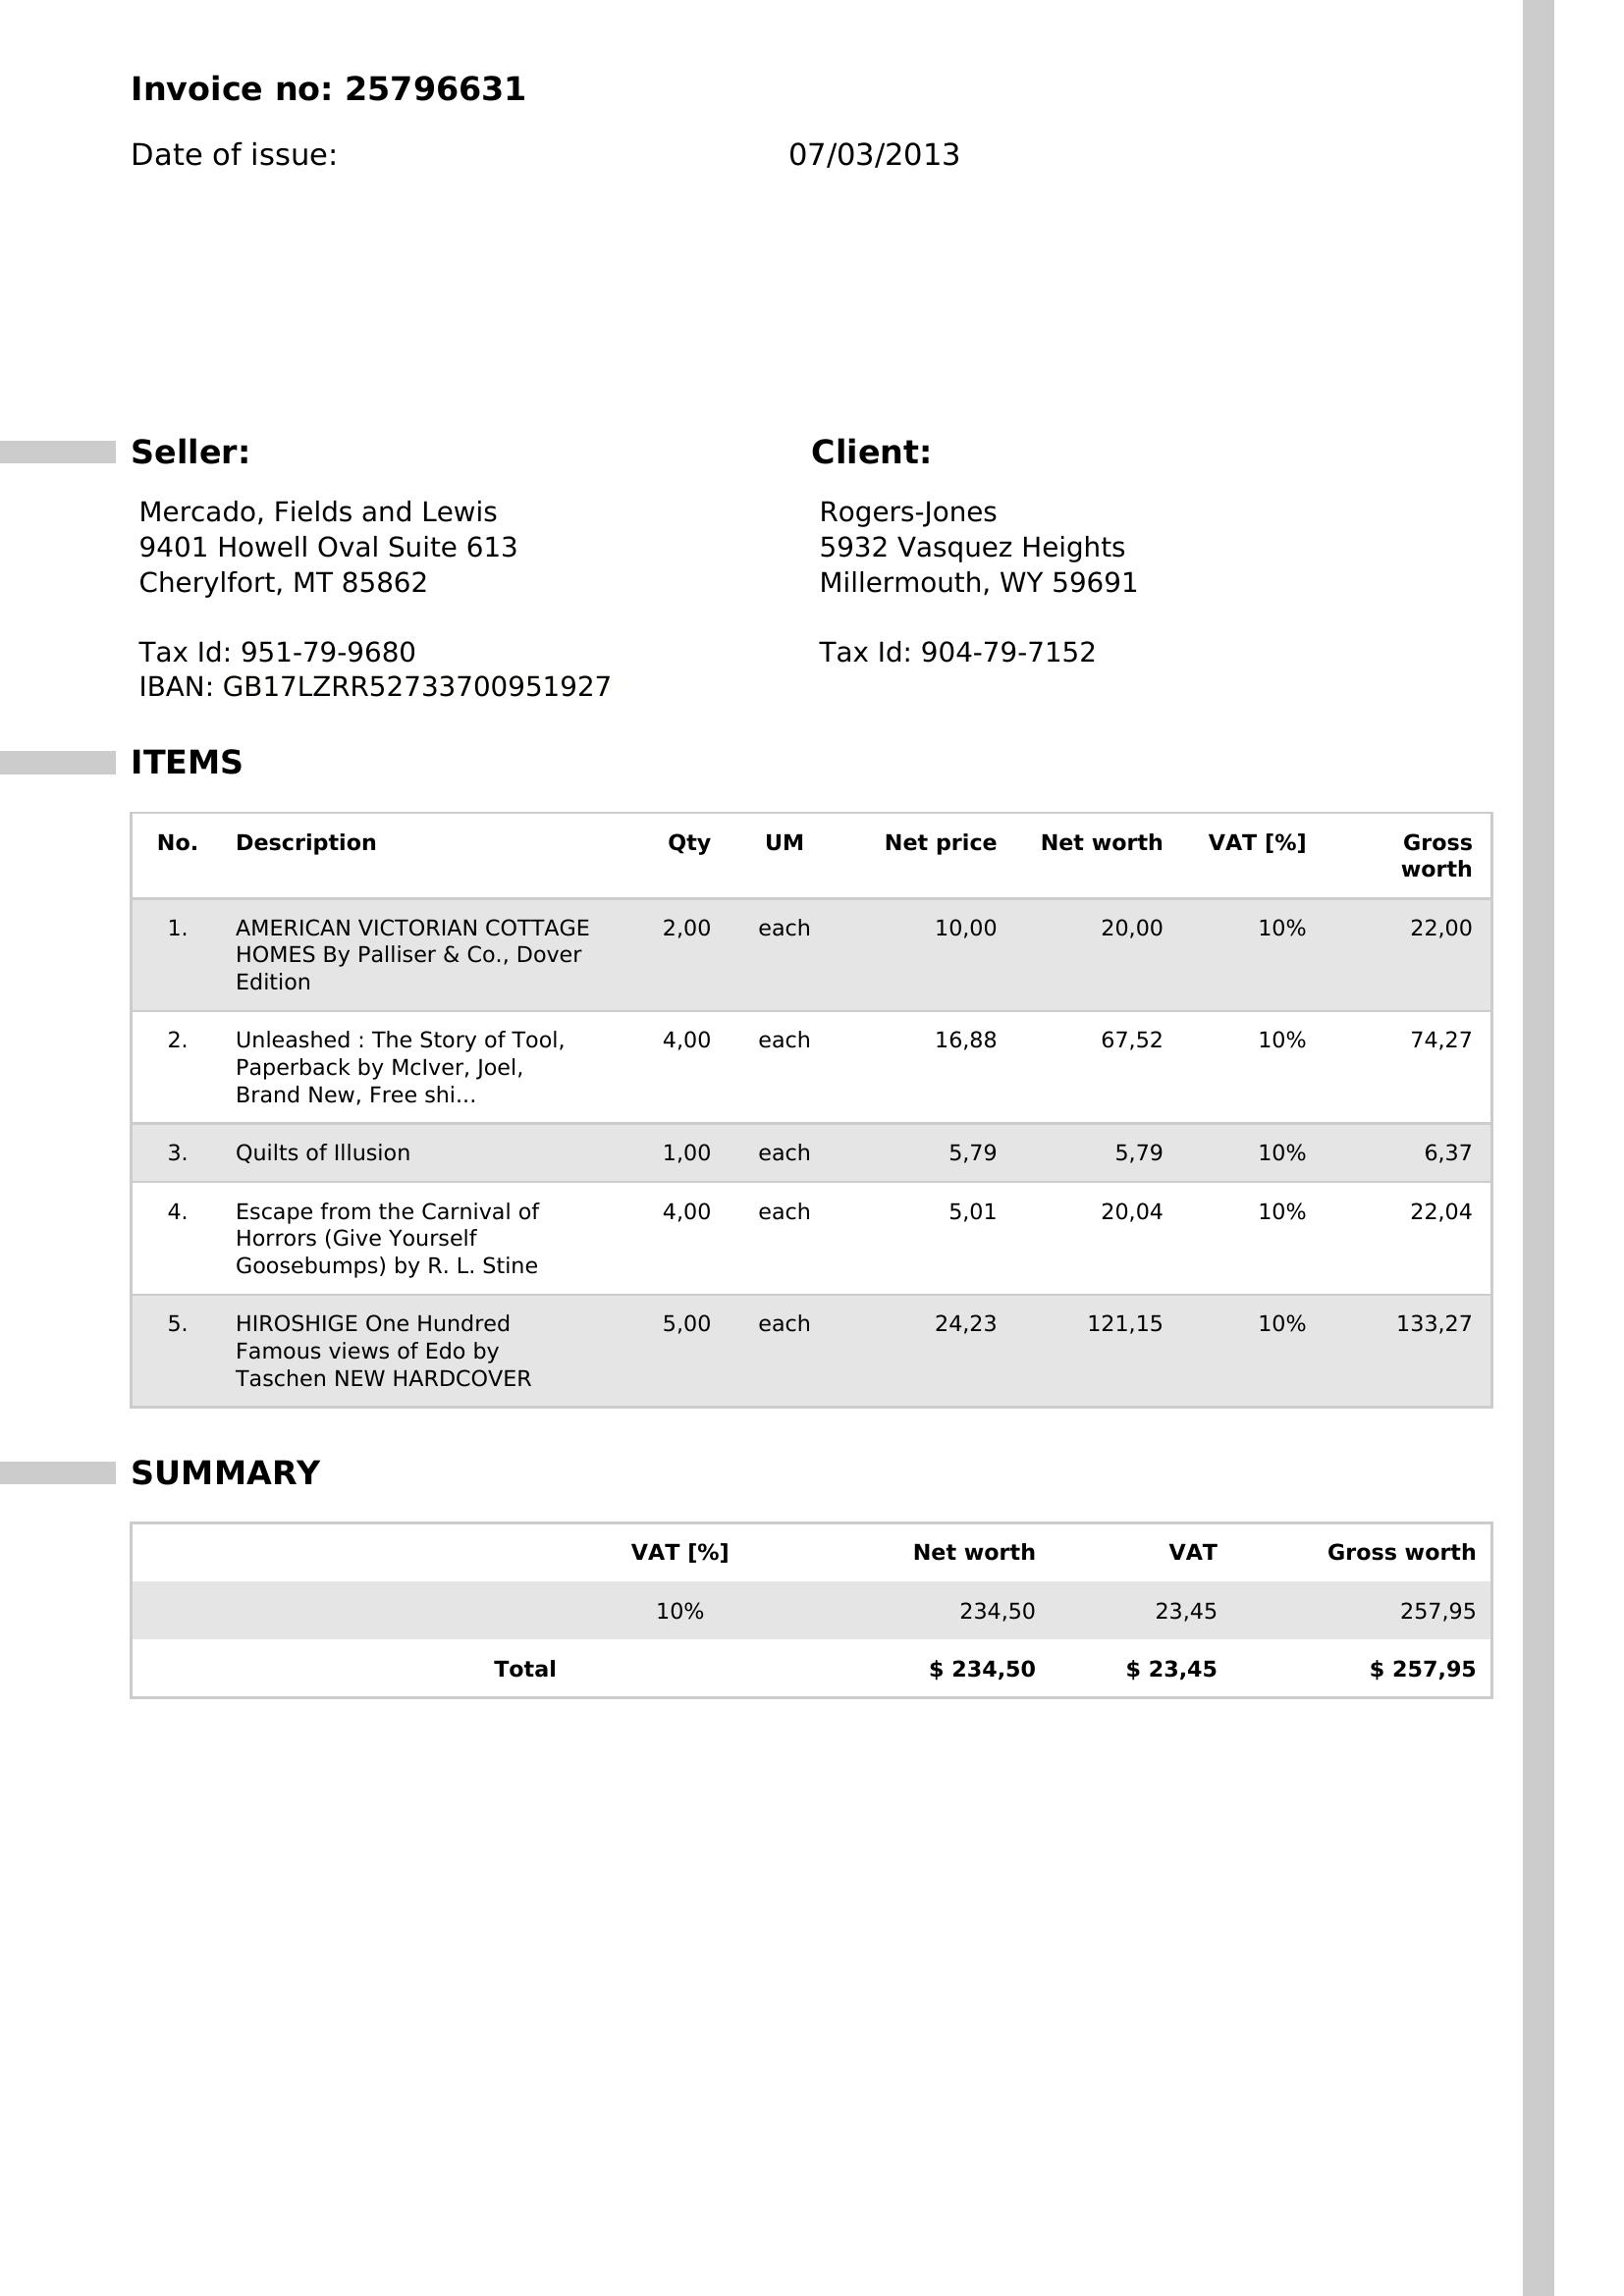 Invoice no: 25796631
Date of issue: 07/03/2013
Seller: Client:
Mercado, Fields and Lewis Rogers-Jones
9401 Howell Oval Suite 613 5932 Vasquez Heights
Cherylfort, MT 85862 Millermouth, WY 59691
Tax Id: 951-79-9680 Tax Id: 904-79-7152
IBAN: GB17LZRR52733700951927
ITEMS
No. Description Qty UM Net price Net worth VAT [%] Gross
worth
1. AMERICAN VICTORIAN COTTAGE 2,00 each 10,00 20,00 10% 22,00
HOMES By Palliser & Co., Dover
Edition
2. Unleashed : The Story of Tool, 4,00 each 16,88 67,52 10% 74,27
Paperback by McIver, Joel,
Brand New, Free shi...
3. Quilts of Illusion 1,00 each 5,79 5,79 10% 6,37
4. Escape from the Carnival of 4,00 each 5,01 20,04 10% 22,04
Horrors (Give Yourself
Goosebumps) by R. L. Stine
5. HIROSHIGE One Hundred 5,00 each 24,23 121,15 10% 133,27
Famous views of Edo by
Taschen NEW HARDCOVER
SUMMARY
VAT [%] Net worth VAT Gross worth
10% 234,50 23,45 257,95
Total $ 234,50 $ 23,45 $ 257,95